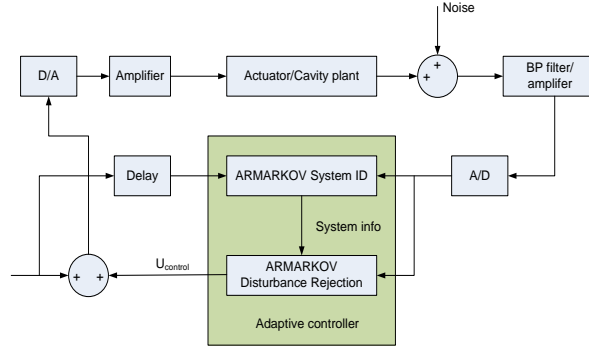 Noise
D/A
Amplifier
Actuator/Cavity plant
+
+
BP filter/
amplifer
Delay
ARMARKOV System ID
A/D
System info
U control
+ +
ARMARKOV
Disturbance Rejection
Adaptive controller